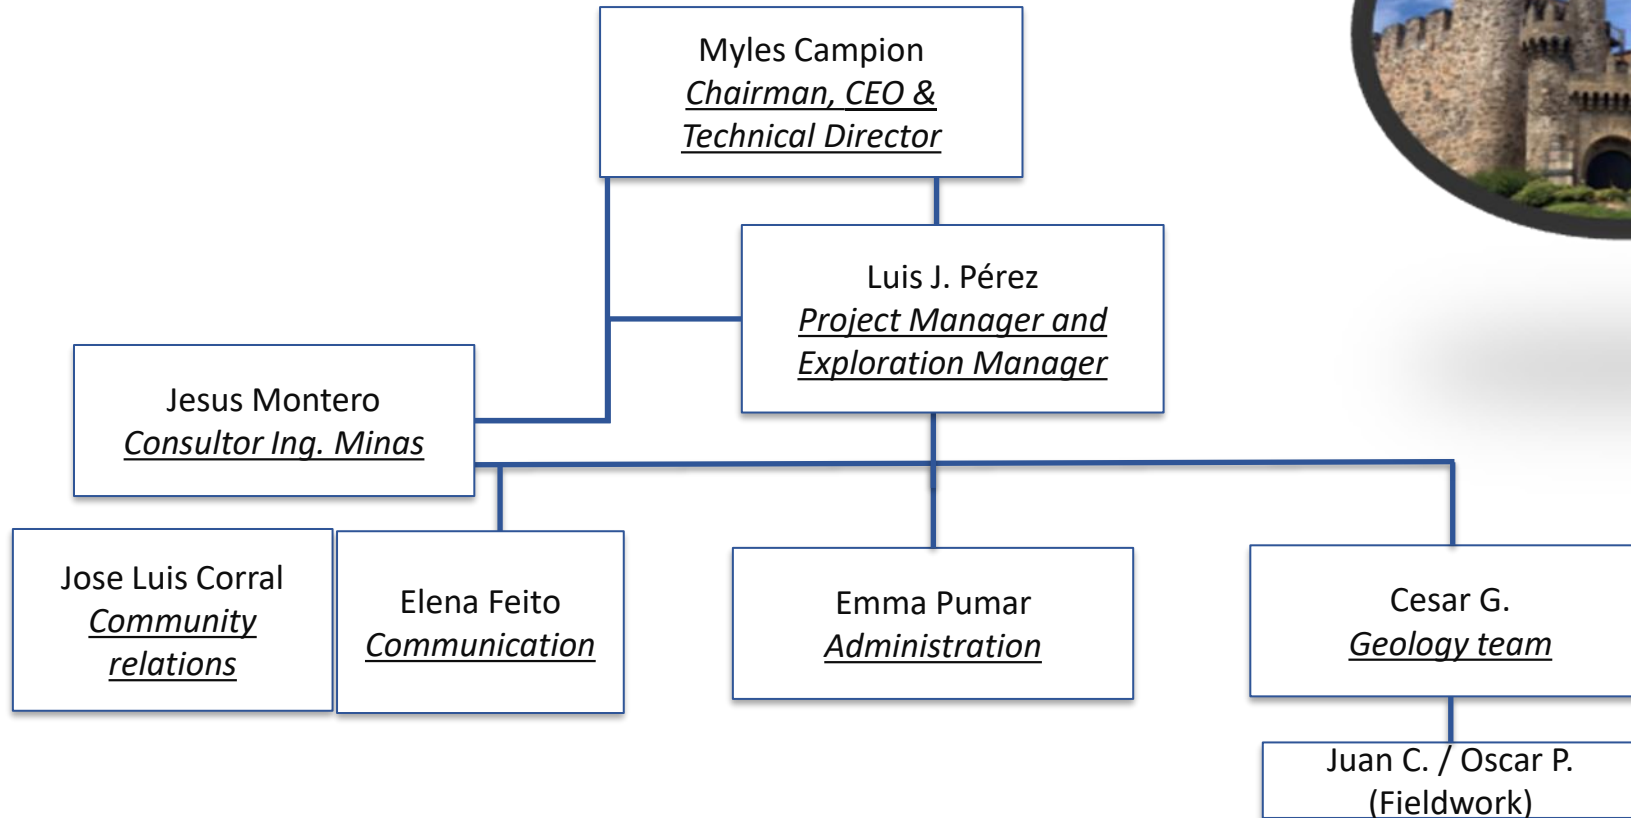 Myles Campion
Chairman, CEO &
Technical Director
Luis J. Pérez
Project Manager and
Exploration Manager
Jesus Montero
Consultor Ing. Minas
Jose Luis Corral
Community
relations
Elena Feito
Communication
Emma Pumar
Administration
Cesar G.
Geology team
Juan C. / Oscar P.
(Fieldwork)